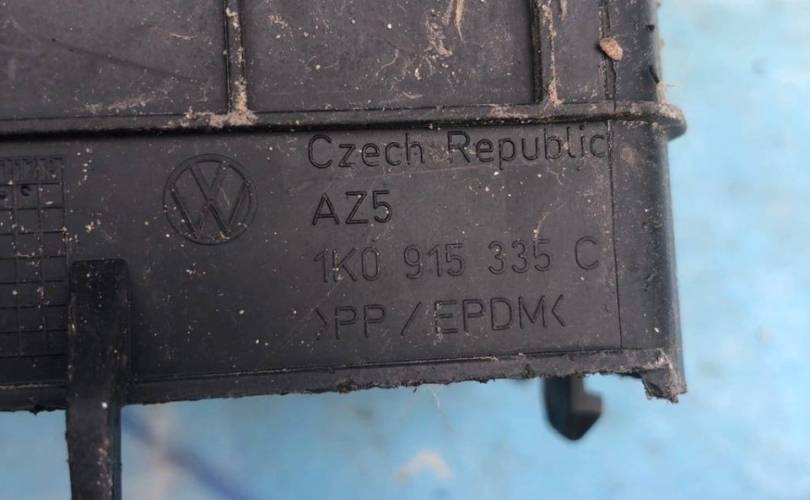 Czech Republic
AZ5
1K0 915 335 C
>PP/EPDM<